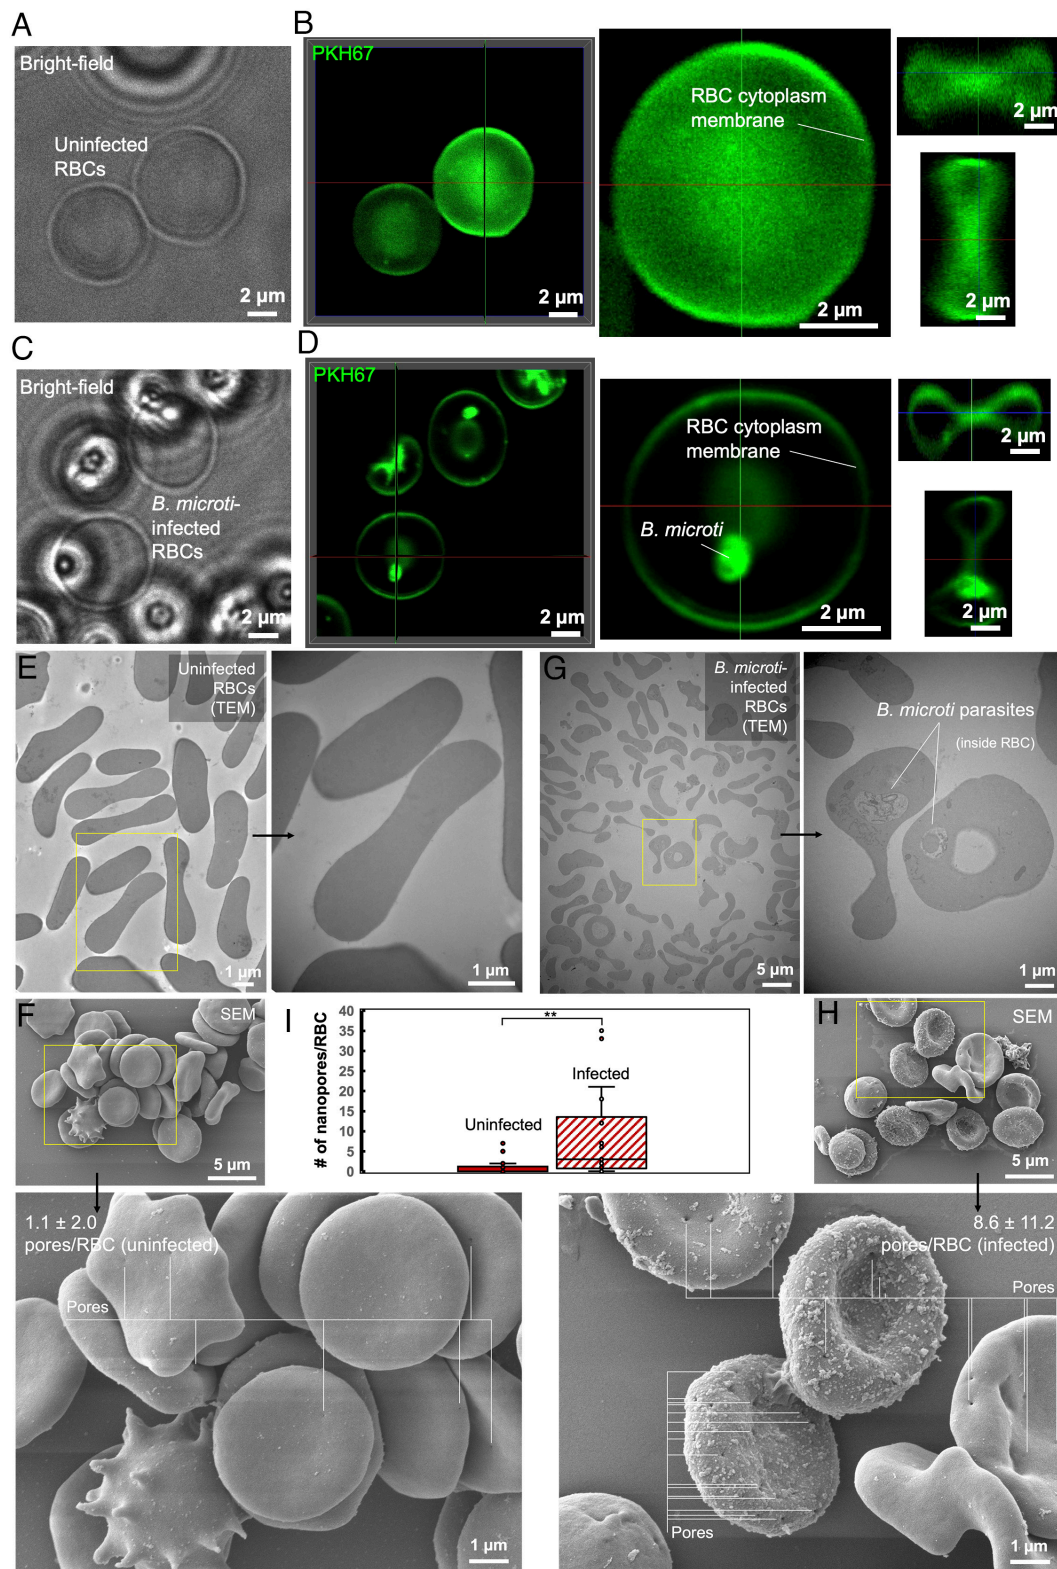 A
Bright-field
Uninfected
RBCs
2 µm
B
PKH67
2 µm
RBC cytoplasm
membrane
2 µm
2 µm
2 µm
C
Bright-field
B. microti-
infected
RBCs
2 µm
D
PKH67
2 µm
RBC cytoplasm
membrane
B. microti
2 µm
2 µm
2 µm
E
Uninfected
RBCs
(TEM)
1 µm
1 µm
G
B. microti-
infected
RBCs
(TEM)
5 µm
B. microti parasites
(inside RBC)
1 µm
F
SEM
5 µm
1.1 ± 2.0
pores/RBC (uninfected)
Pores
1 µm
I
# of nanopores/RBC
40
35
30
25
20
15
10
5
0
**
Uninfected
Infected
H
SEM
5 µm
8.6 ± 11.2
pores/RBC (infected)
Pores
Pores
1 µm